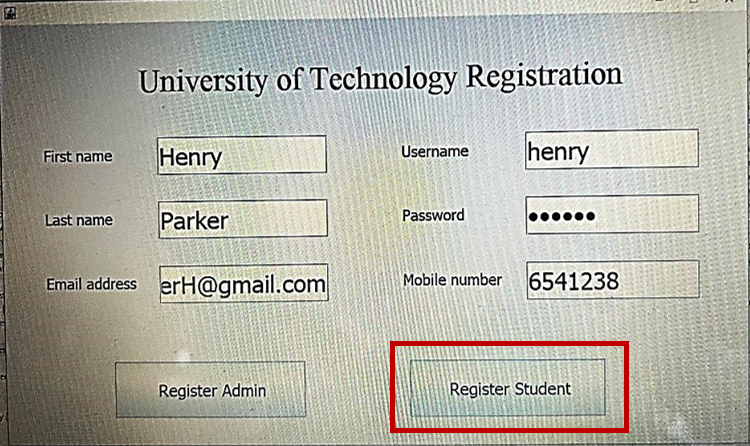 University of Technology Registration
First name Henry Username henry
Last name Parker Password ••••••
Email address erH@gmail.com Mobile number 6541238
Register Admin Register Student